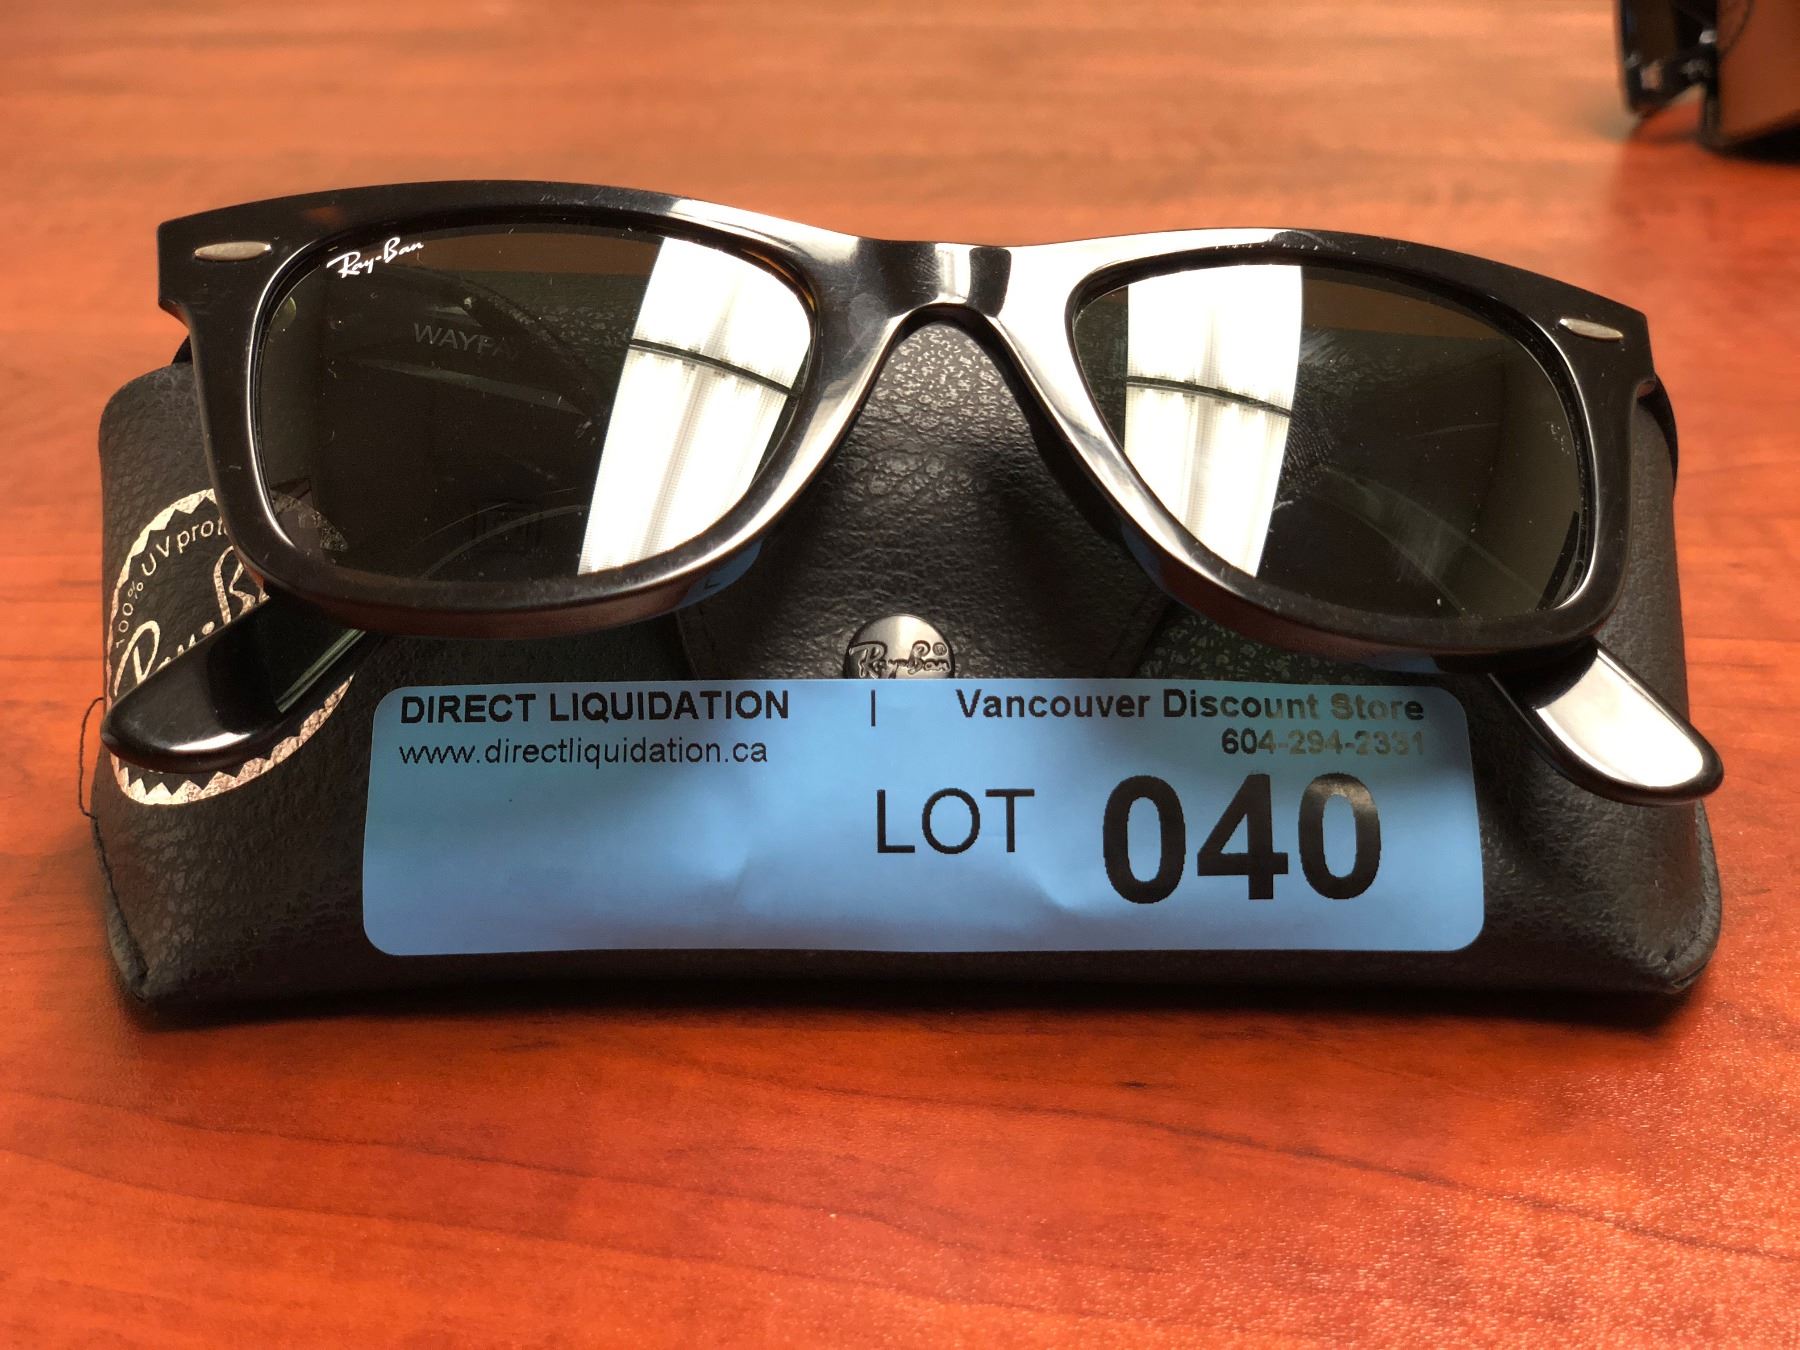 Ray-Ban
WAYFA
100% UV prot
Ray-B
Ray-Ban®
DIRECT LIQUIDATION | Vancouver Discount Store
www.directliquidation.ca 604-294-2331
LOT 040